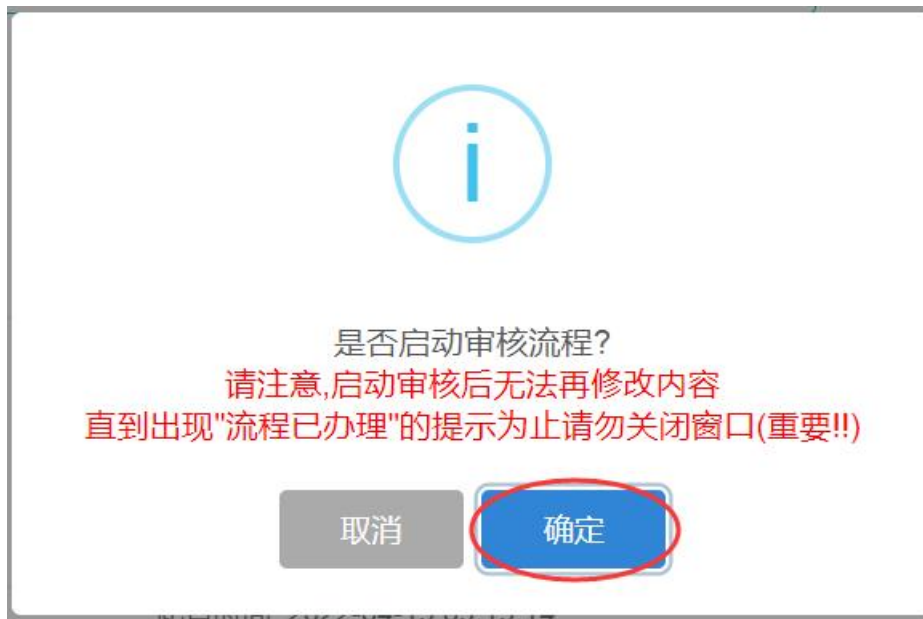 i
是否启动审核流程?
请注意,启动审核后无法再修改内容
直到出现"流程已办理"的提示为止请勿关闭窗口(重要!!)
取消
确定